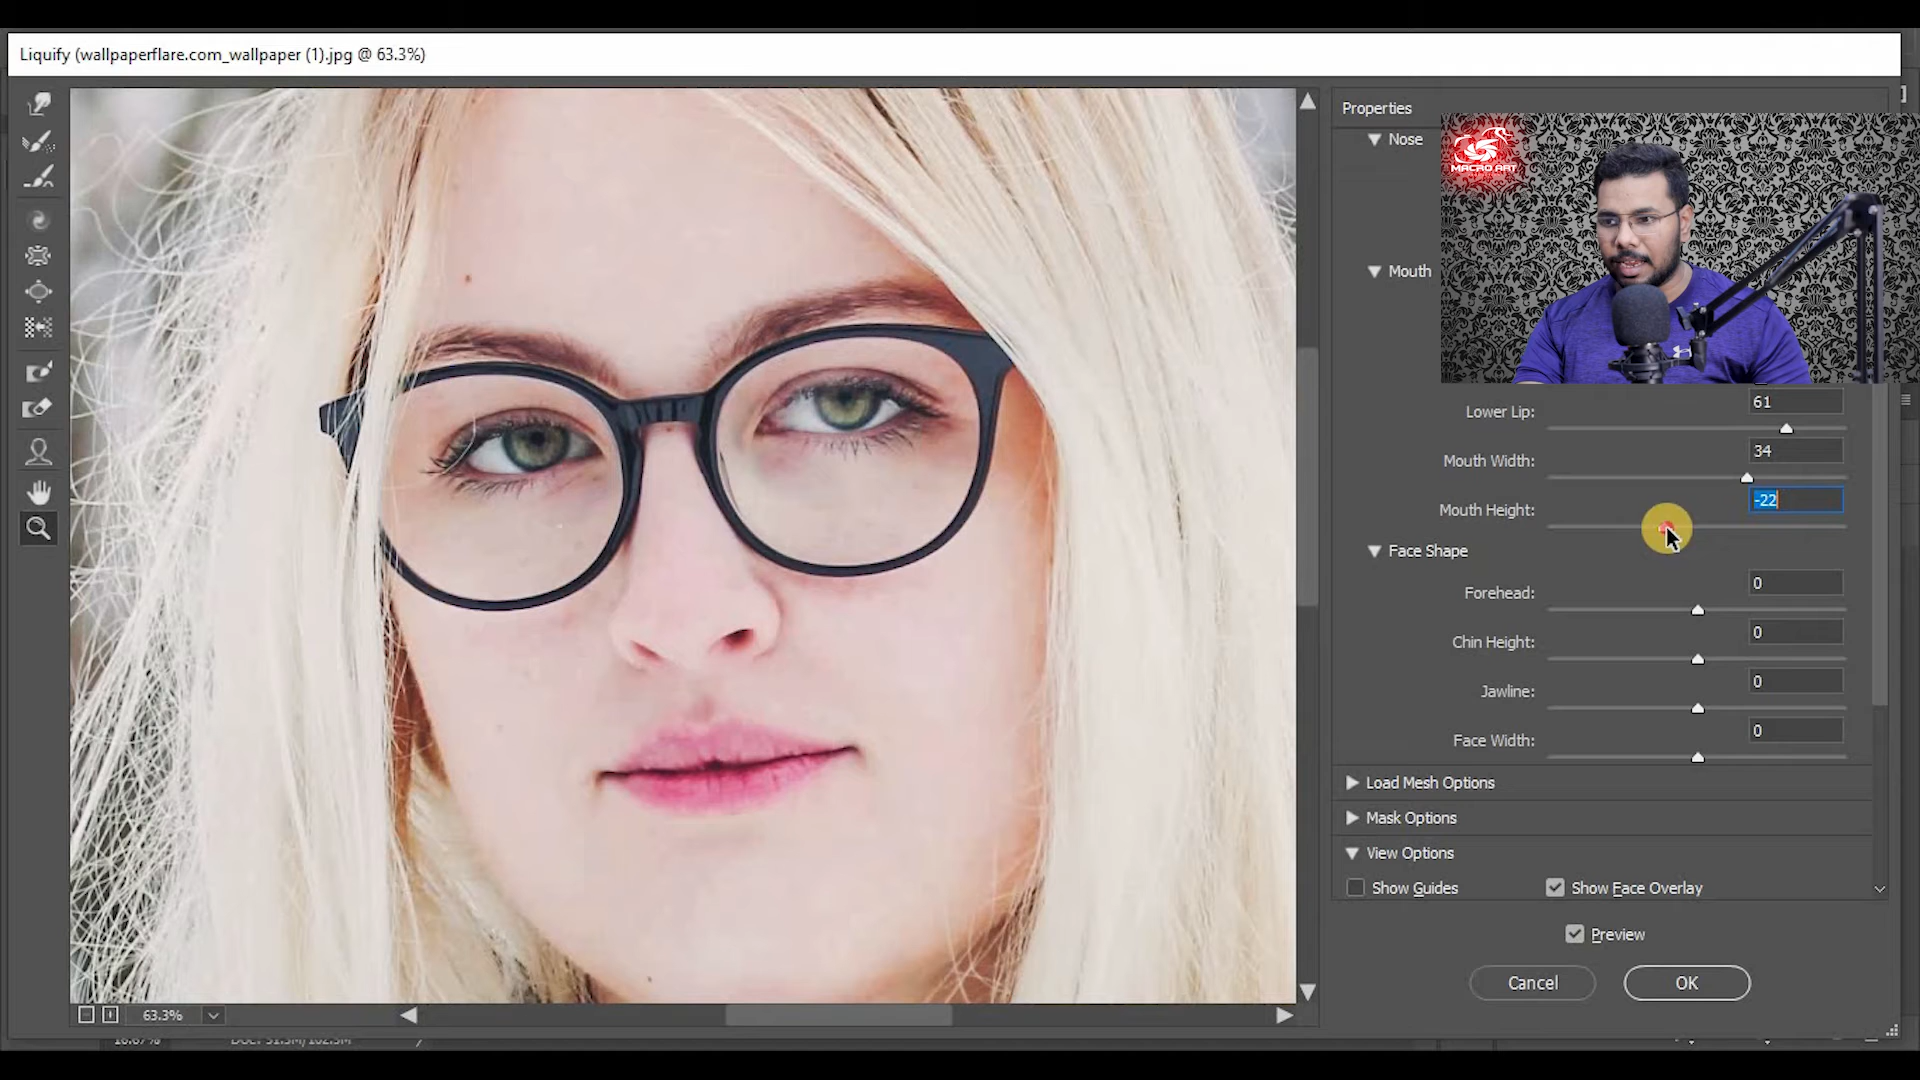 Liquify (wallpaperflare.com_wallpaper (1).jpg @ 63.3%)
Properties
Nose
MACRO ART
Mouth
Lower Lip: 61
Mouth Width: 34
Mouth Height: -22
Face Shape
Forehead: 0
Chin Height: 0
Jawline: 0
Face Width: 0
Load Mesh Options
Mask Options
View Options
Show Guides Show Face Overlay
Preview
Cancel OK
63.3%